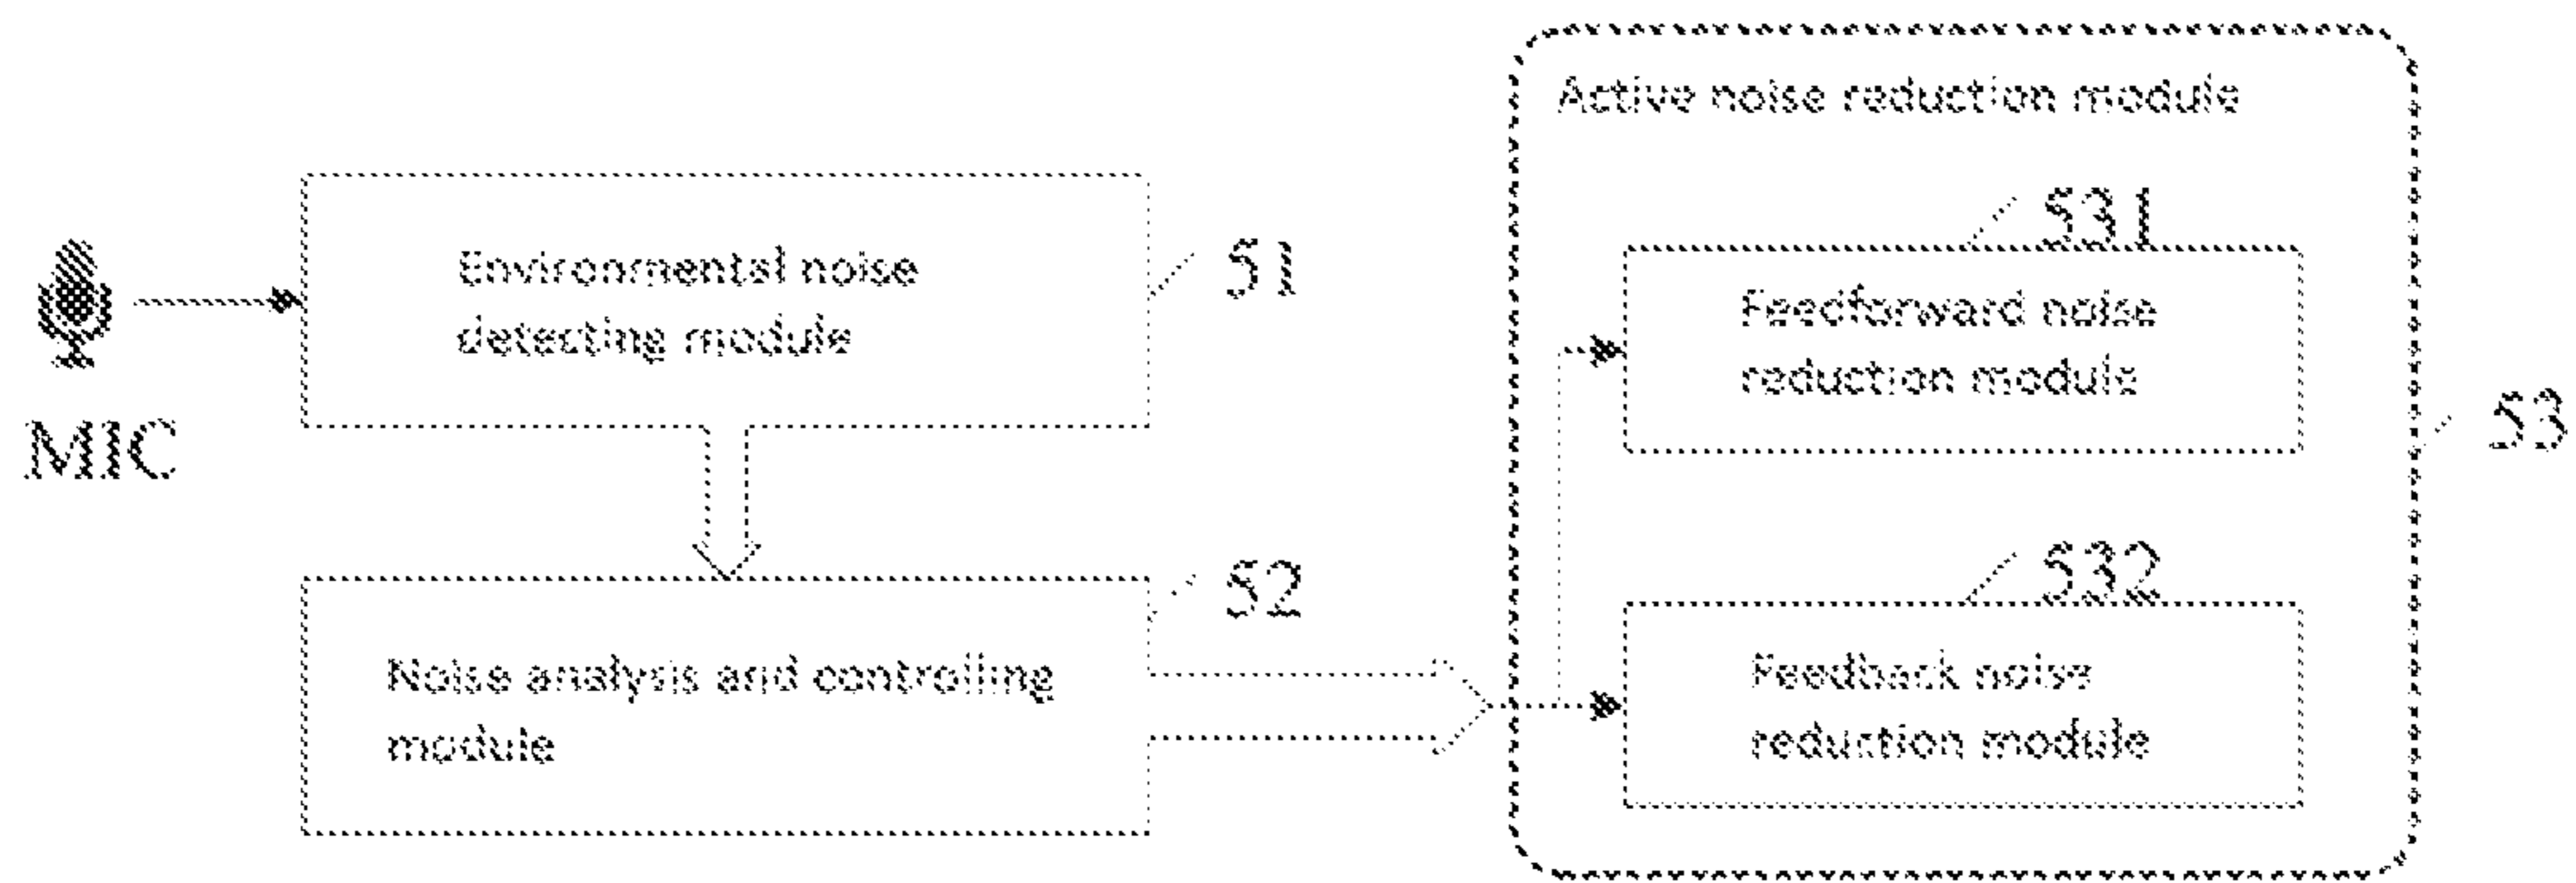 Active noise reduction module
531
51
Environmental noise
detecting module
Feedforward noise
reduction module
MIC
53
52
532
Noise analysis and controlling
module
Feedback noise
reduction module